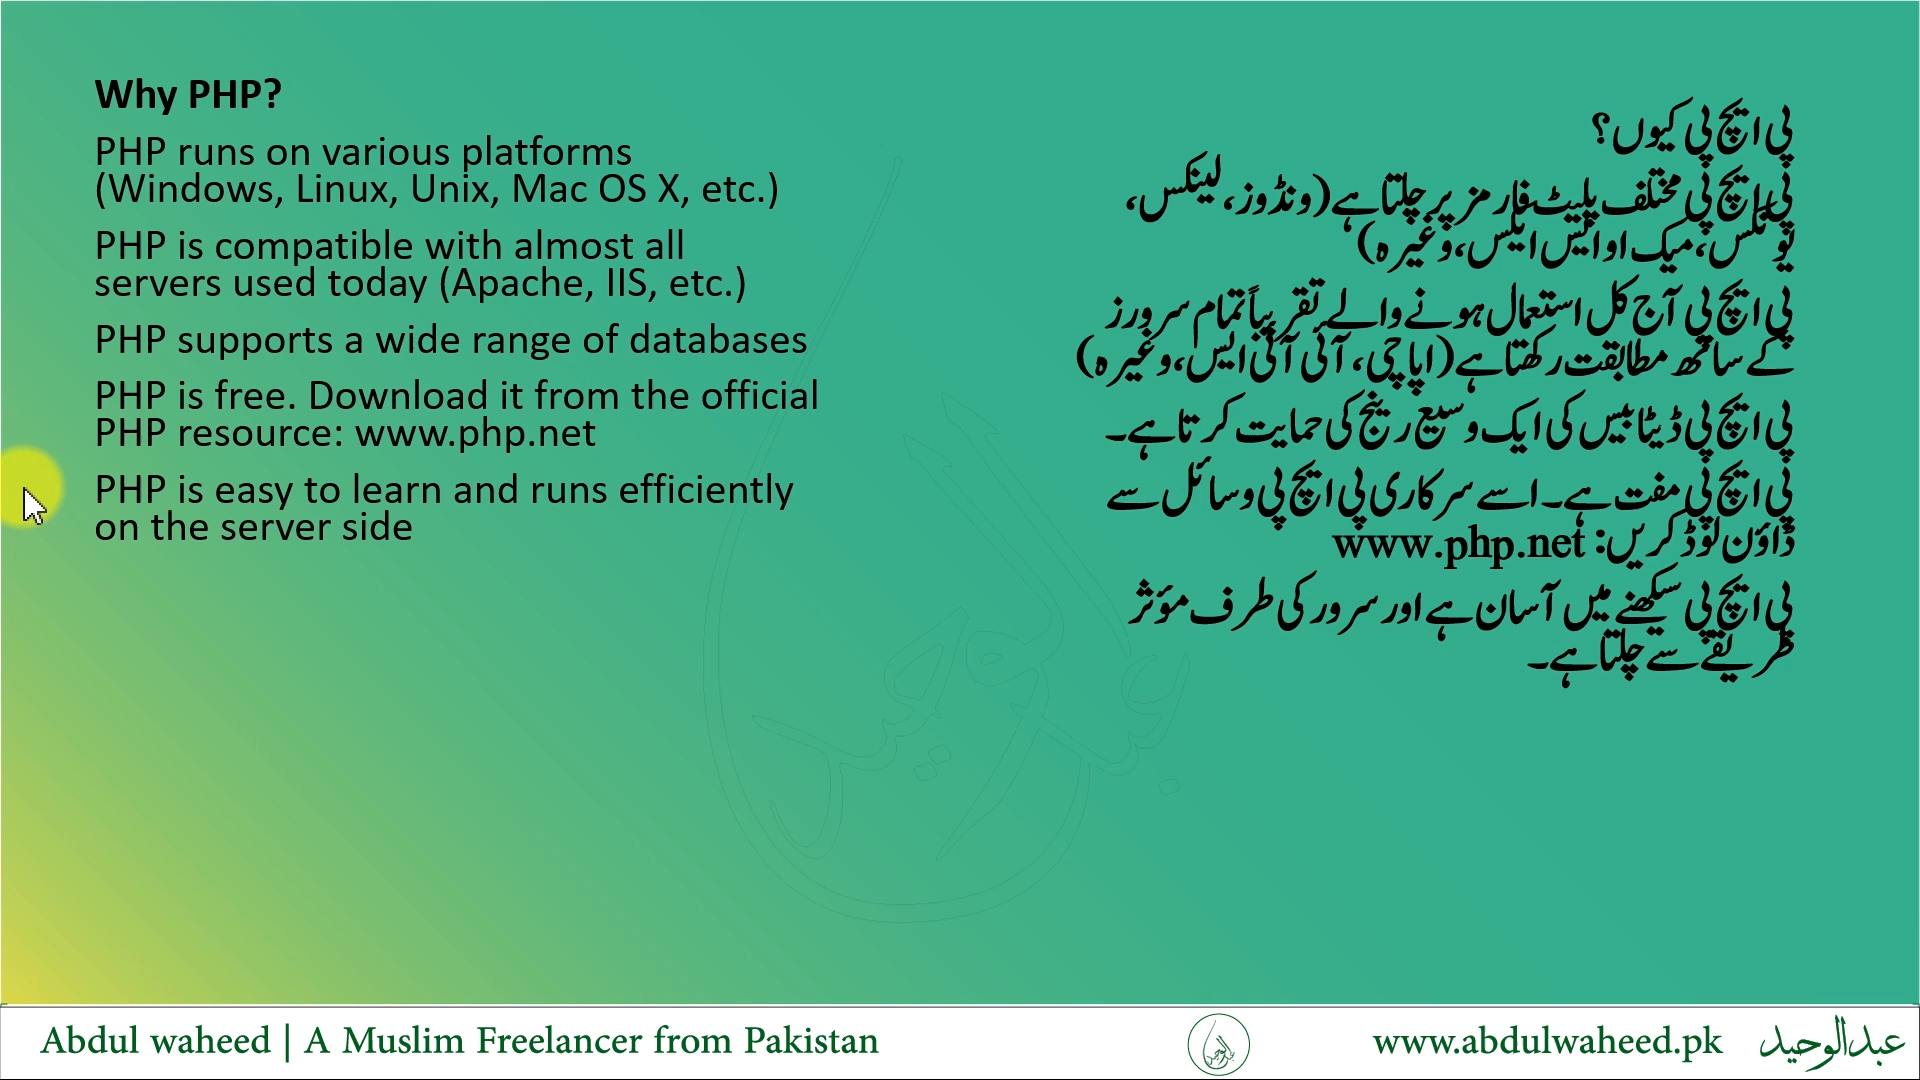 Why PHP?
PHP runs on various platforms
(Windows, Linux, Unix, Mac OS X, etc.)
PHP is compatible with almost all
servers used today (Apache, IIS, etc.)
PHP supports a wide range of databases
PHP is free. Download it from the official
PHP resource: www.php.net
PHP is easy to learn and runs efficiently
on the server side
پی ایچ پی کیوں؟
پی ایچ پی مختلف پلیٹ فارمز پر چلتا ہے (ونڈوز، لینکس،
یونکس، میک او ایس ایکس، وغیرہ)
پی ایچ پی آج کل استعمال ہونے والے تقریباً تمام سرورز
کے ساتھ مطابقت رکھتا ہے (اپاچی، آئی آئی ایس، وغیرہ)
پی ایچ پی ڈیٹا بیس کی ایک وسیع رینج کی حمایت کرتا ہے۔
پی ایچ پی مفت ہے۔ اسے سرکاری پی ایچ پی وسائل سے
ڈاؤن لوڈ کریں: www.php.net
پی ایچ پی سیکھنے میں آسان ہے اور سرور کی طرف مؤثر
طریقے سے چلتا ہے۔
عبدالوحید
Abdul waheed | A Muslim Freelancer from Pakistan
www.abdulwaheed.pk
عبدالوحید